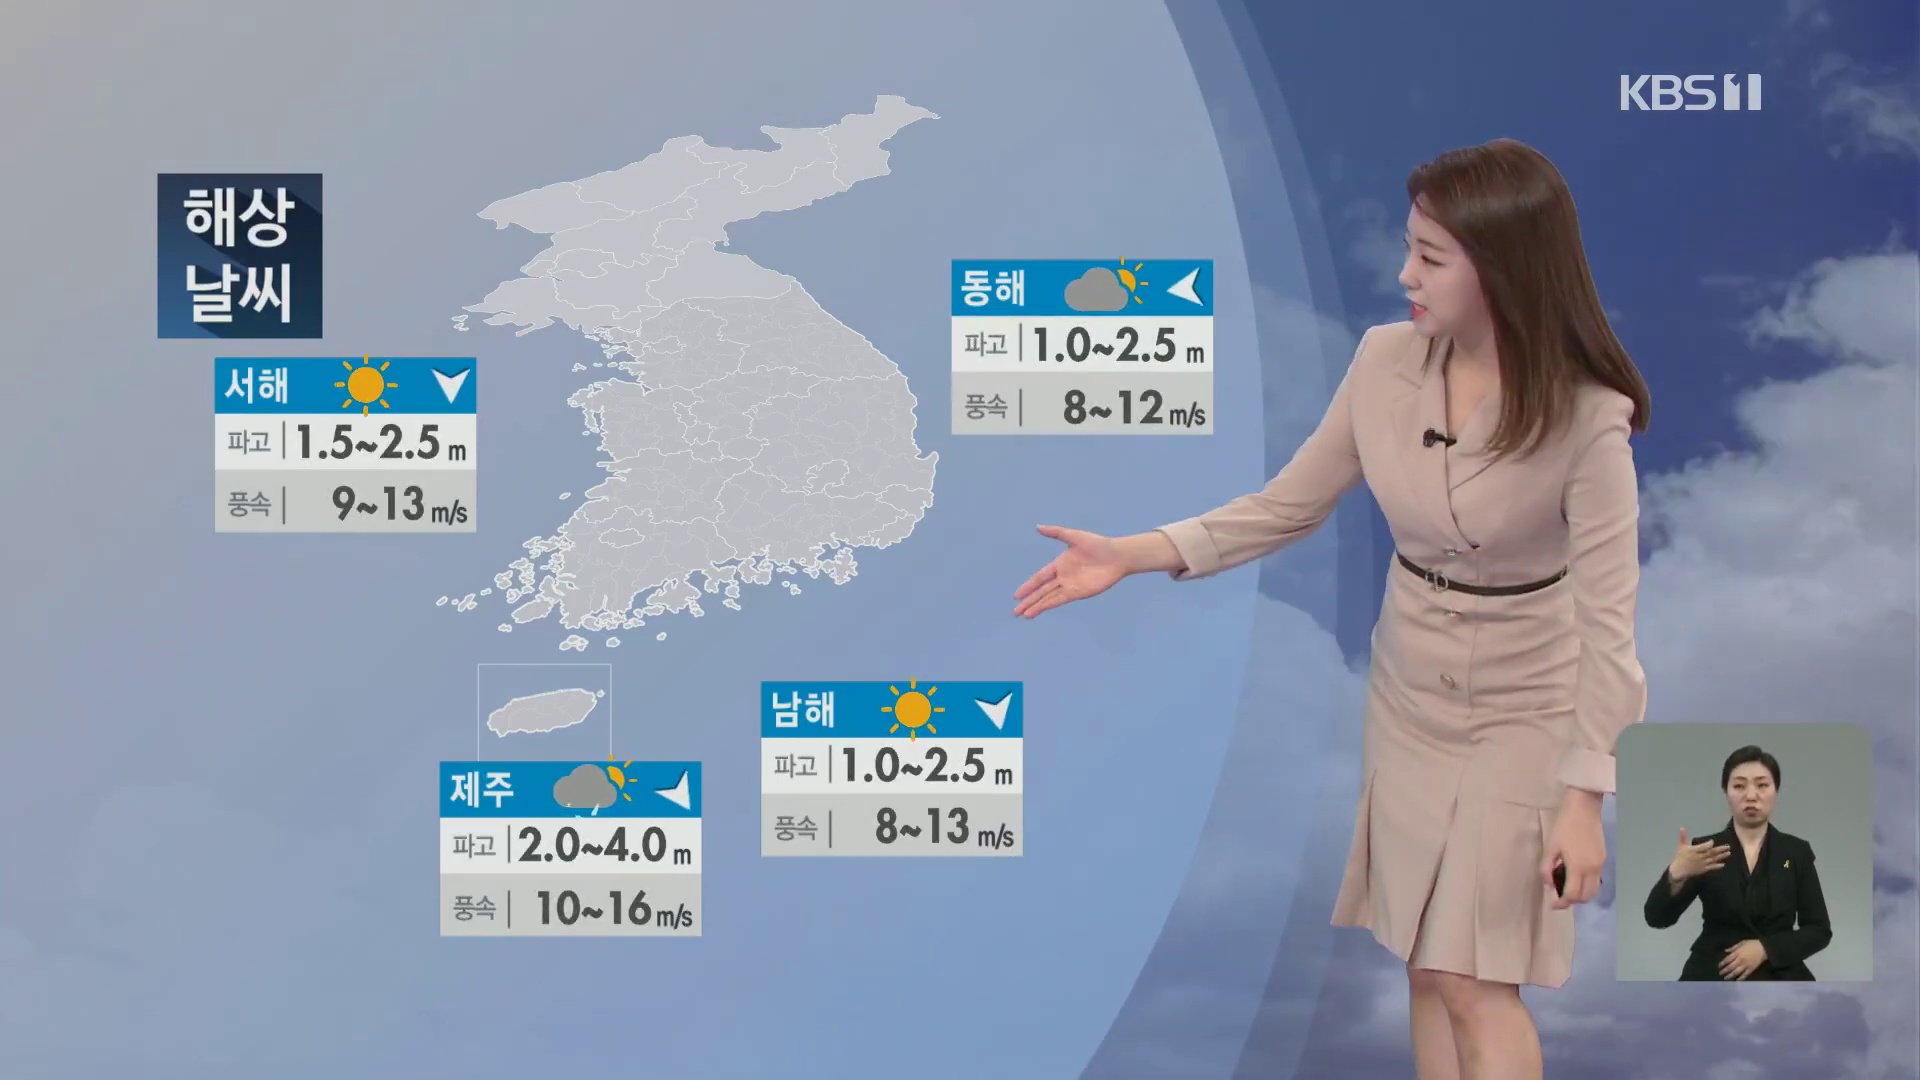 KBS 1
해상
날씨
동해
파고 1.0~2.5 m
풍속 8~12 m/s
서해
파고 1.5~2.5 m
풍속 9~13 m/s
남해
파고 1.0~2.5 m
풍속 8~13 m/s
제주
파고 2.0~4.0 m
풍속 10~16 m/s